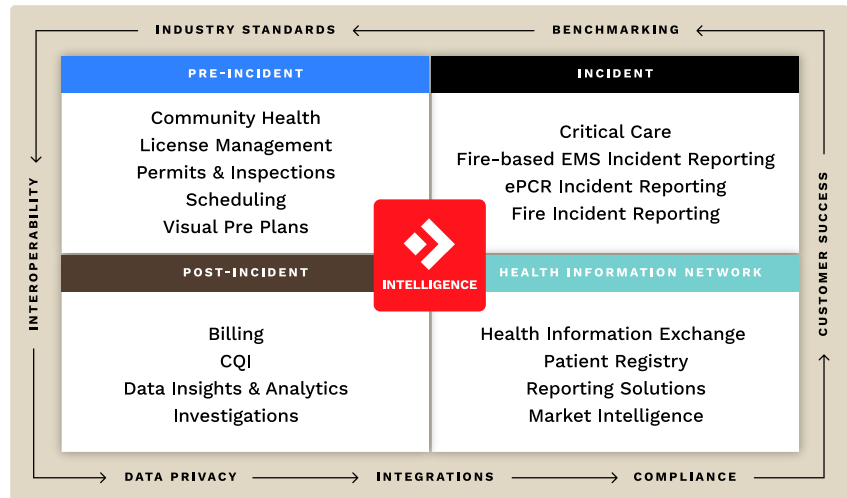 INDUSTRY STANDARDS
BENCHMARKING
PRE-INCIDENT
Community Health
License Management
Permits & Inspections
Scheduling
Visual Pre Plans
INCIDENT
Critical Care
Fire-based EMS Incident Reporting
ePCR Incident Reporting
Fire Incident Reporting
INTELLIGENCE
POST-INCIDENT
Billing
CQI
Data Insights & Analytics
Investigations
HEALTH INFORMATION NETWORK
Health Information Exchange
Patient Registry
Reporting Solutions
Market Intelligence
INTEROPERABILITY
CUSTOMER SUCCESS
DATA PRIVACY
INTEGRATIONS
COMPLIANCE